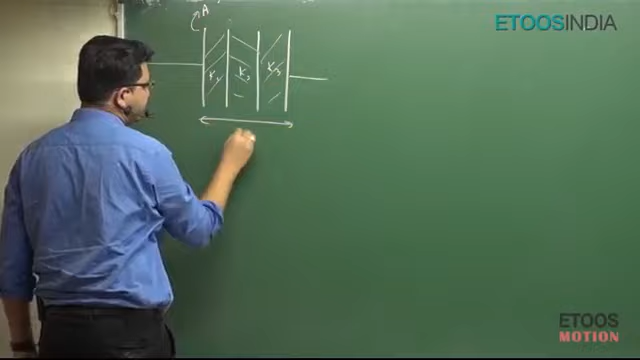 A
ETOOSINDIA
K₁ K₂ K₃
ETOOS
MOTION